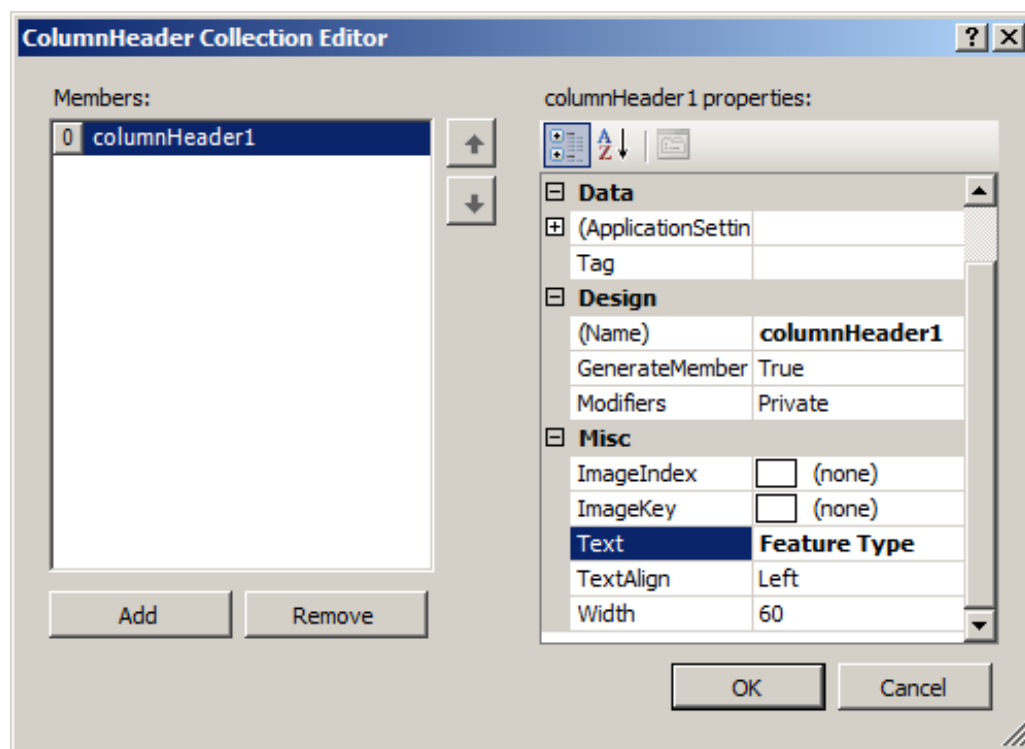 ColumnHeader Collection Editor
Members:
0 columnHeader1
Add Remove
columnHeader1 properties:
A
Z
Data
(ApplicationSettin
Tag
Design
(Name) columnHeader1
GenerateMember True
Modifiers Private
Misc
ImageIndex (none)
ImageKey (none)
Text Feature Type
TextAlign Left
Width 60
OK Cancel